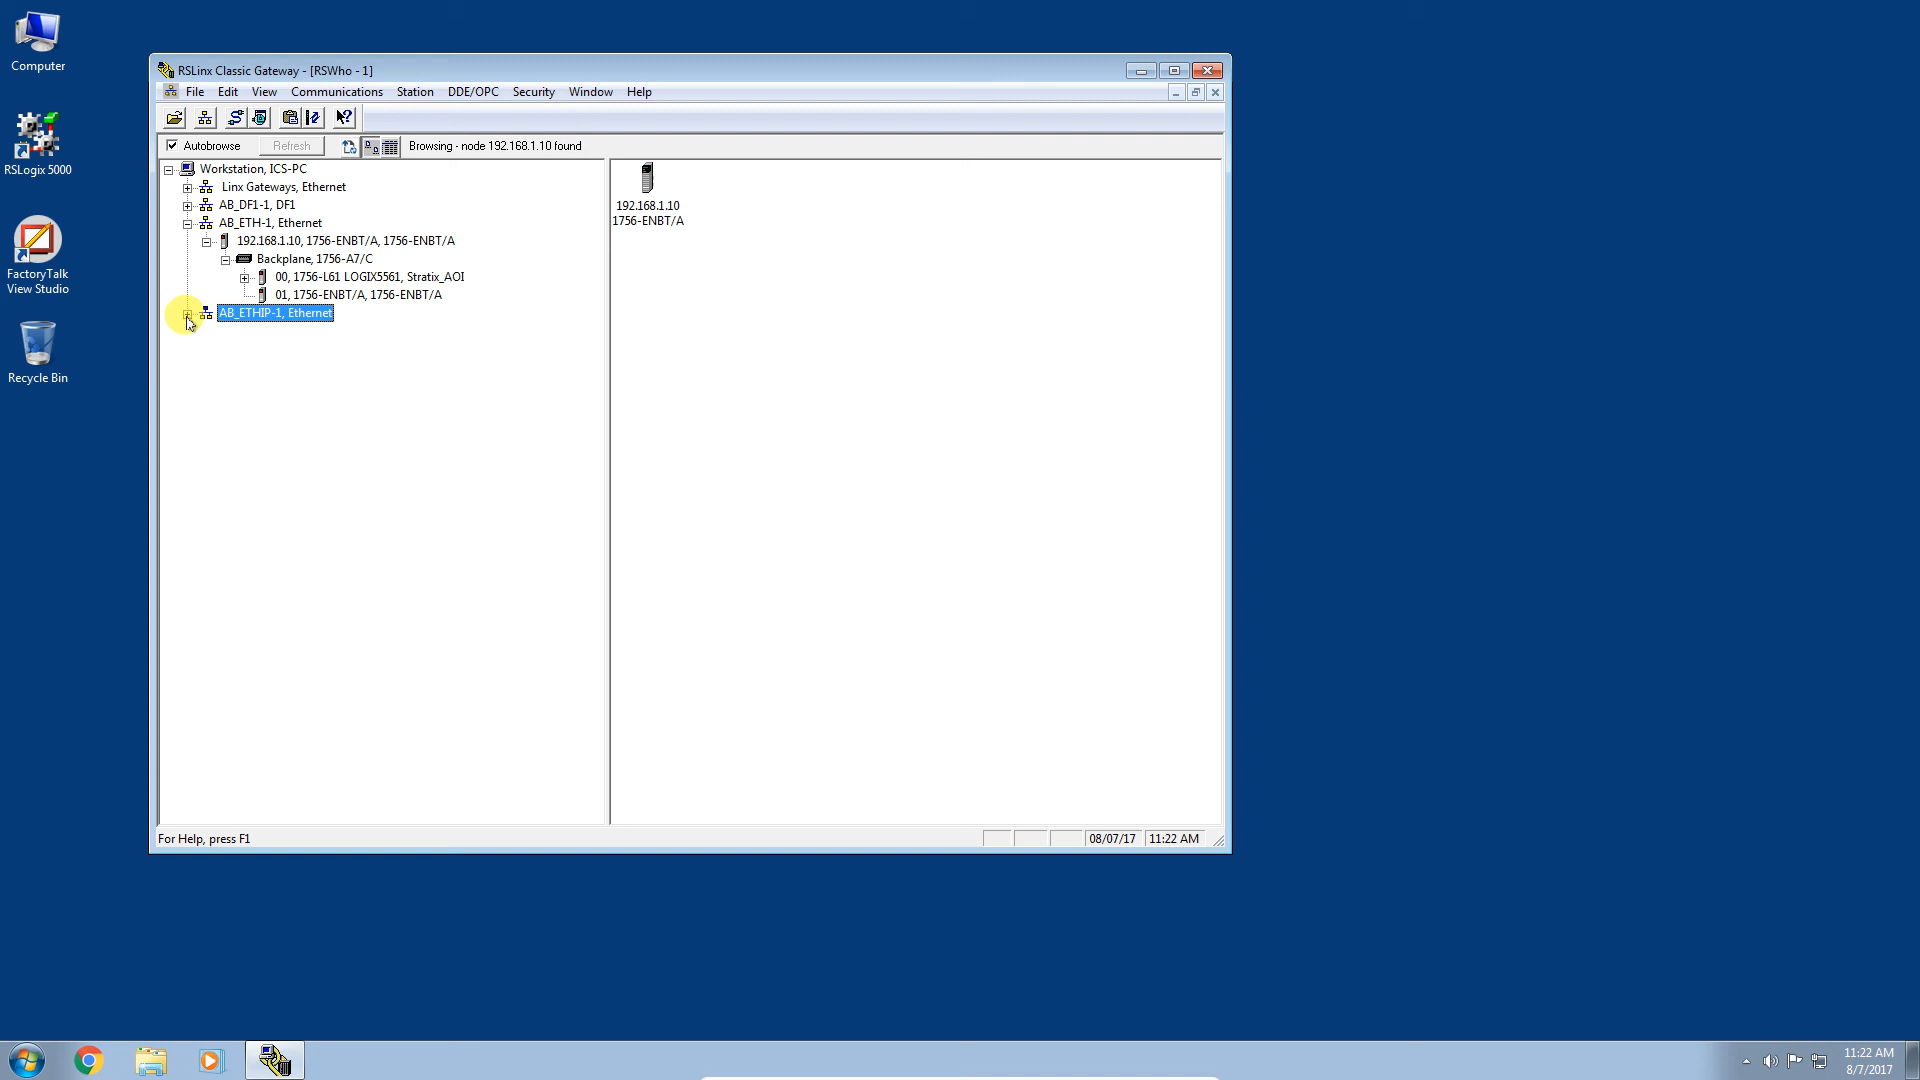 Computer
RSLogix 5000
FactoryTalk
View Studio
Recycle Bin
RSLinx Classic Gateway - [RSWho - 1]
File Edit View Communications Station DDE/OPC Security Window Help
Autobrowse Refresh Browsing - node 192.168.1.10 found
Workstation, ICS-PC
Linx Gateways, Ethernet
AB_DF1-1, DF1
AB_ETH-1, Ethernet
192.168.1.10, 1756-ENBT/A, 1756-ENBT/A
Backplane, 1756-A7/C
00, 1756-L61 LOGIX5561, Stratix_AOI
01, 1756-ENBT/A, 1756-ENBT/A
AB_ETHIP-1, Ethernet
192.168.1.10
1756-ENBT/A
For Help, press F1
08/07/17 11:22 AM
11:22 AM
8/7/2017